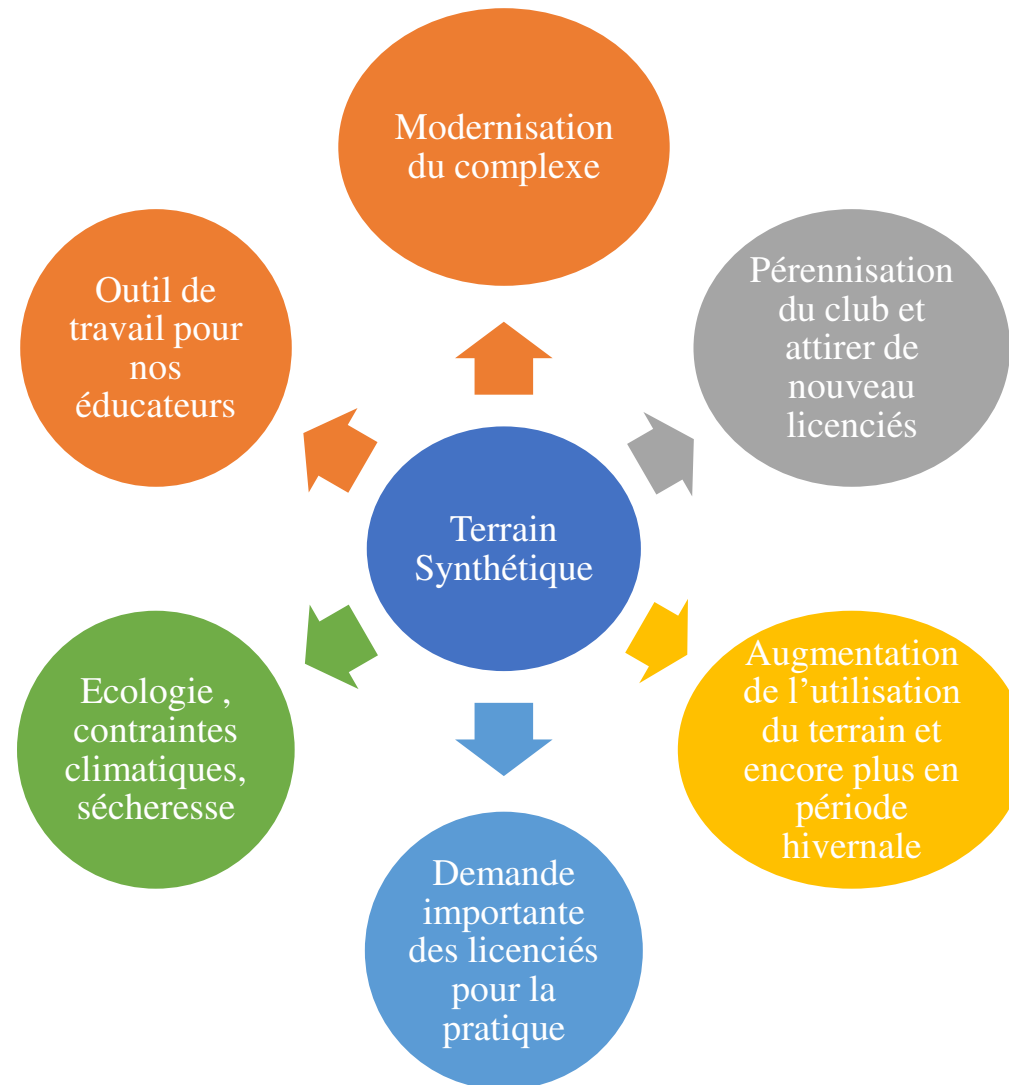 Modernisation
du complexe
Pérennisation
du club et
attirer de
nouveau
licenciés
Augmentation
de l’utilisation
du terrain et
encore plus en
période
hivernale
Demande
importante
des licenciés
pour la
pratique
Ecologie ,
contraintes
climatiques,
sécheresse
Outil de
travail pour
nos
éducateurs
Terrain
Synthétique